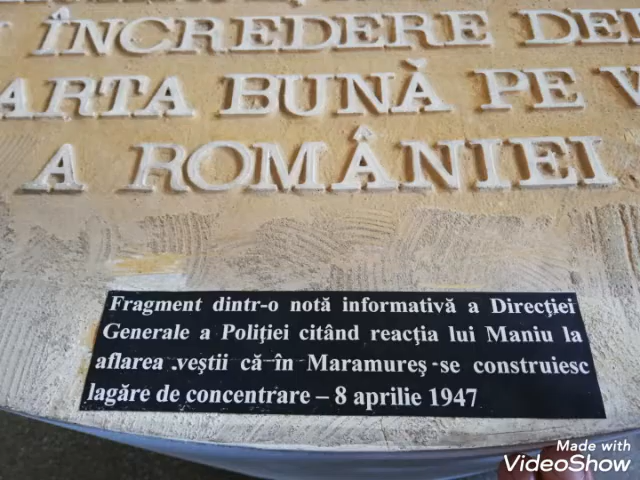 ÎNCREDERE
ARTA BUNĂ PE
A ROMÂNIEI
Fragment dintr-o notă informativă a Direcţiei
Generale a Poliţiei citând reacţia lui Maniu la
aflarea veştii că în Maramureş se construiesc
lagăre de concentrare – 8 aprilie 1947
Made with
VideoShow